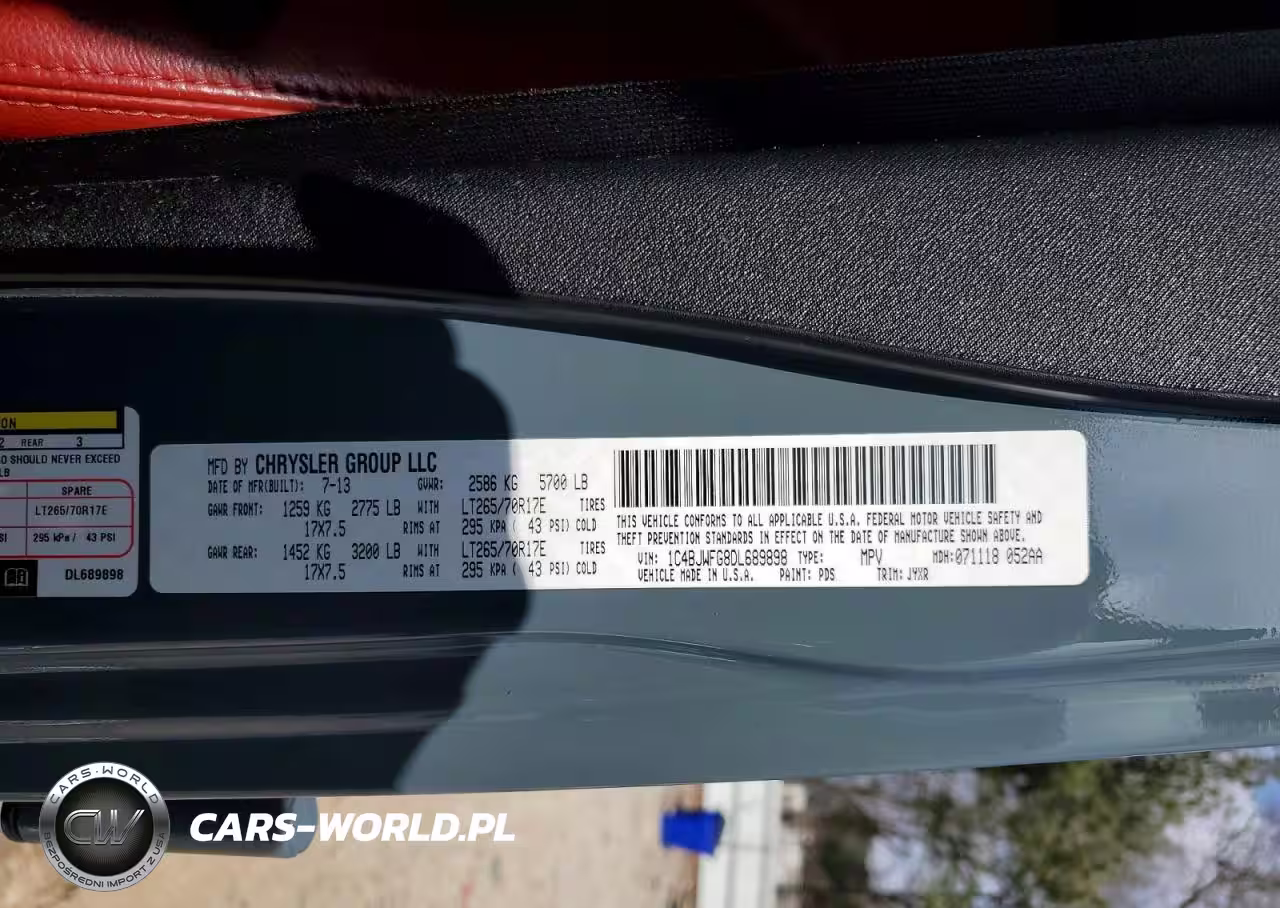 ON
2 REAR 3
O SHOULD NEVER EXCEED
LB
SPARE
LT265/70R17E
SI 295 kPa / 43 PSI
DL689898
MFD BY CHRYSLER GROUP LLC
DATE OF MFR(BUILT): 7-13 GVWR: 2586 KG 5700 LB
GAWR FRONT: 1259 KG 2775 LB WITH LT265/70R17E TIRES
17X7.5 RIMS AT 295 KPA ( 43 PSI) COLD
GAWR REAR: 1452 KG 3200 LB WITH LT265/70R17E TIRES
17X7.5 RIMS AT 295 KPA ( 43 PSI) COLD
THIS VEHICLE CONFORMS TO ALL APPLICABLE U.S.A. FEDERAL MOTOR VEHICLE SAFETY AND
THEFT PREVENTION STANDARDS IN EFFECT ON THE DATE OF MANUFACTURE SHOWN ABOVE.
VIN: 1C4BJWFG8DL689898 TYPE: MPV MDH:071118 052AA
VEHICLE MADE IN U.S.A. PAINT: PDS TRIM: JYXR
CARS-WORLD
CW
BEZPOŚREDNI IMPORT Z USA
CARS-WORLD.PL